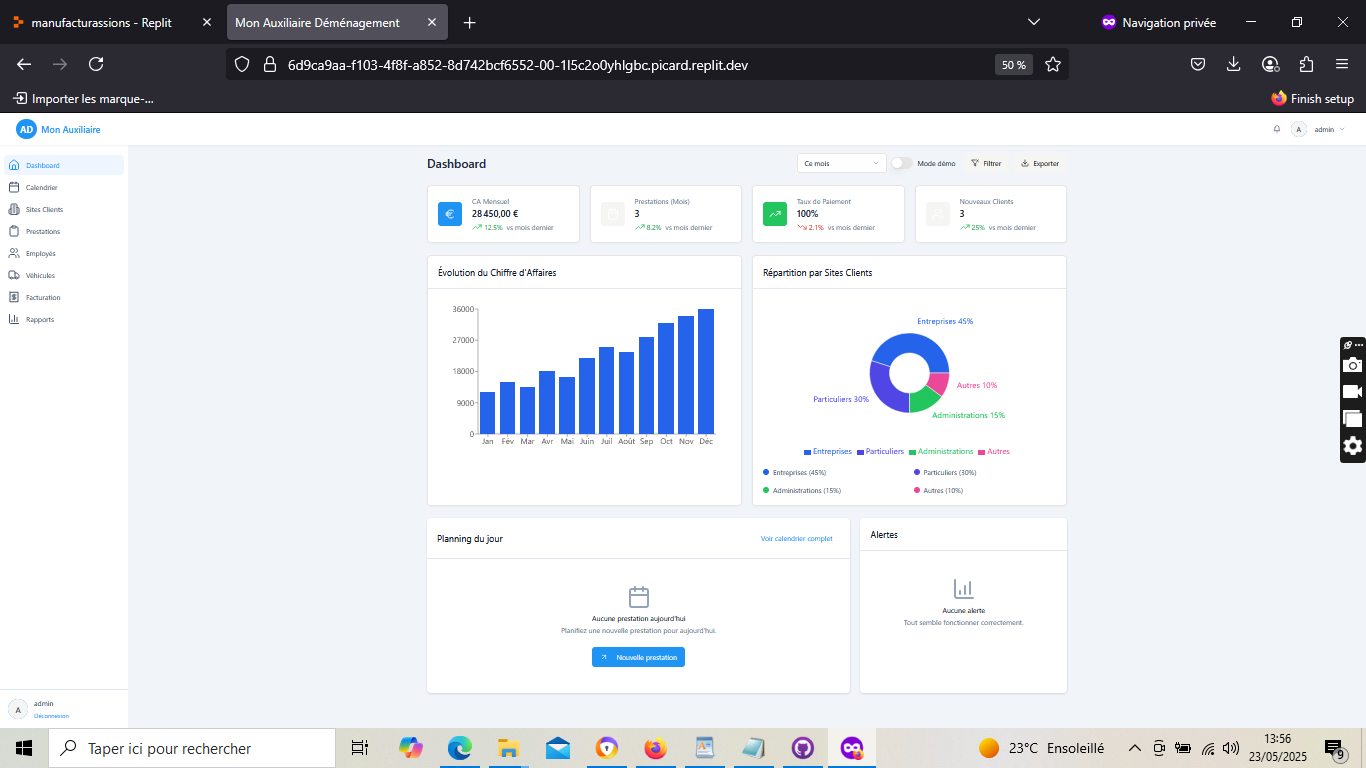 manufacturassions - Replit
Mon Auxiliaire Déménagement
Navigation privée
6d9ca9aa-f103-4f8f-a852-8d742bcf6552-00-1l5c2o0yhlgbc.picard.replit.dev
50 %
Importer les marque-...
Finish setup
AD Mon Auxiliaire
A admin
Dashboard
Calendrier
Sites Clients
Prestations
Employés
Véhicules
Facturation
Rapports
A admin
Déconnexion
Dashboard
Ce mois
Mode démo
Filtrer
Exporter
CA Mensuel
28 450,00 €
12.5% vs mois dernier
Prestations (Mois)
3
8.2% vs mois dernier
Taux de Paiement
100%
2.1% vs mois dernier
Nouveaux Clients
3
25% vs mois dernier
Évolution du Chiffre d'Affaires
36000
27000
18000
9000
0
Jan Fév Mar Avr Mai Juin Juil Août Sep Oct Nov Déc
Répartition par Sites Clients
Entreprises 45%
Autres 10%
Particuliers 30%
Administrations 15%
Entreprises Particuliers Administrations Autres
Entreprises (45%)
Particuliers (30%)
Administrations (15%)
Autres (10%)
Planning du jour
Voir calendrier complet
Aucune prestation aujourd'hui
Planifiez une nouvelle prestation pour aujourd'hui.
Nouvelle prestation
Alertes
Aucune alerte
Tout semble fonctionner correctement.
Taper ici pour rechercher
23°C Ensoleillé
13:56
23/05/2025
9